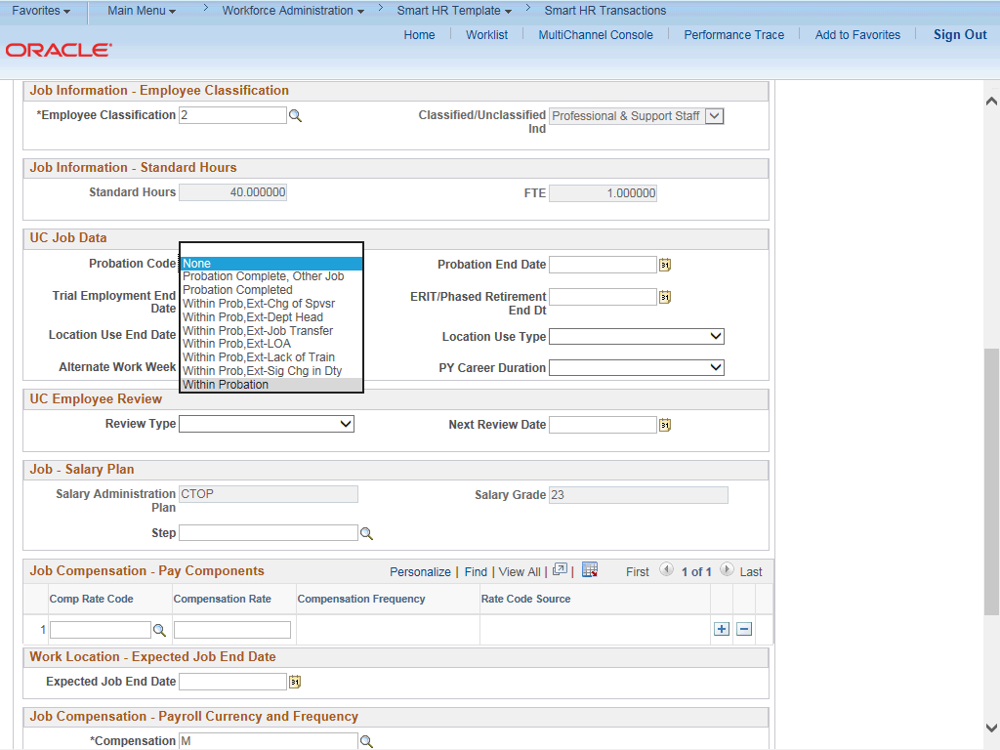 Favorites Main Menu > Workforce Administration > Smart HR Template > Smart HR Transactions
Home Worklist MultiChannel Console Performance Trace Add to Favorites Sign Out
ORACLE
Job Information - Employee Classification
*Employee Classification 2 Classified/Unclassified Ind Professional & Support Staff
Job Information - Standard Hours
Standard Hours 40.000000 FTE 1.000000
UC Job Data
Probation Code Probation End Date 31
None
Probation Complete, Other Job
Probation Completed
Within Prob,Ext-Chg of Spvsr
Within Prob,Ext-Dept Head
Within Prob,Ext-Job Transfer
Within Prob,Ext-LOA
Within Prob,Ext-Lack of Train
Within Prob,Ext-Sig Chg in Dty
Within Probation
Trial Employment End Date ERIT/Phased Retirement End Dt 31
Location Use End Date Location Use Type
Alternate Work Week PY Career Duration
UC Employee Review
Review Type Next Review Date 31
Job - Salary Plan
Salary Administration Plan CTOP Salary Grade 23
Step
Job Compensation - Pay Components Personalize | Find | View All | | First 1 of 1 Last
Comp Rate Code Compensation Rate Compensation Frequency Rate Code Source
1
Work Location - Expected Job End Date
Expected Job End Date 31
Job Compensation - Payroll Currency and Frequency
*Compensation M